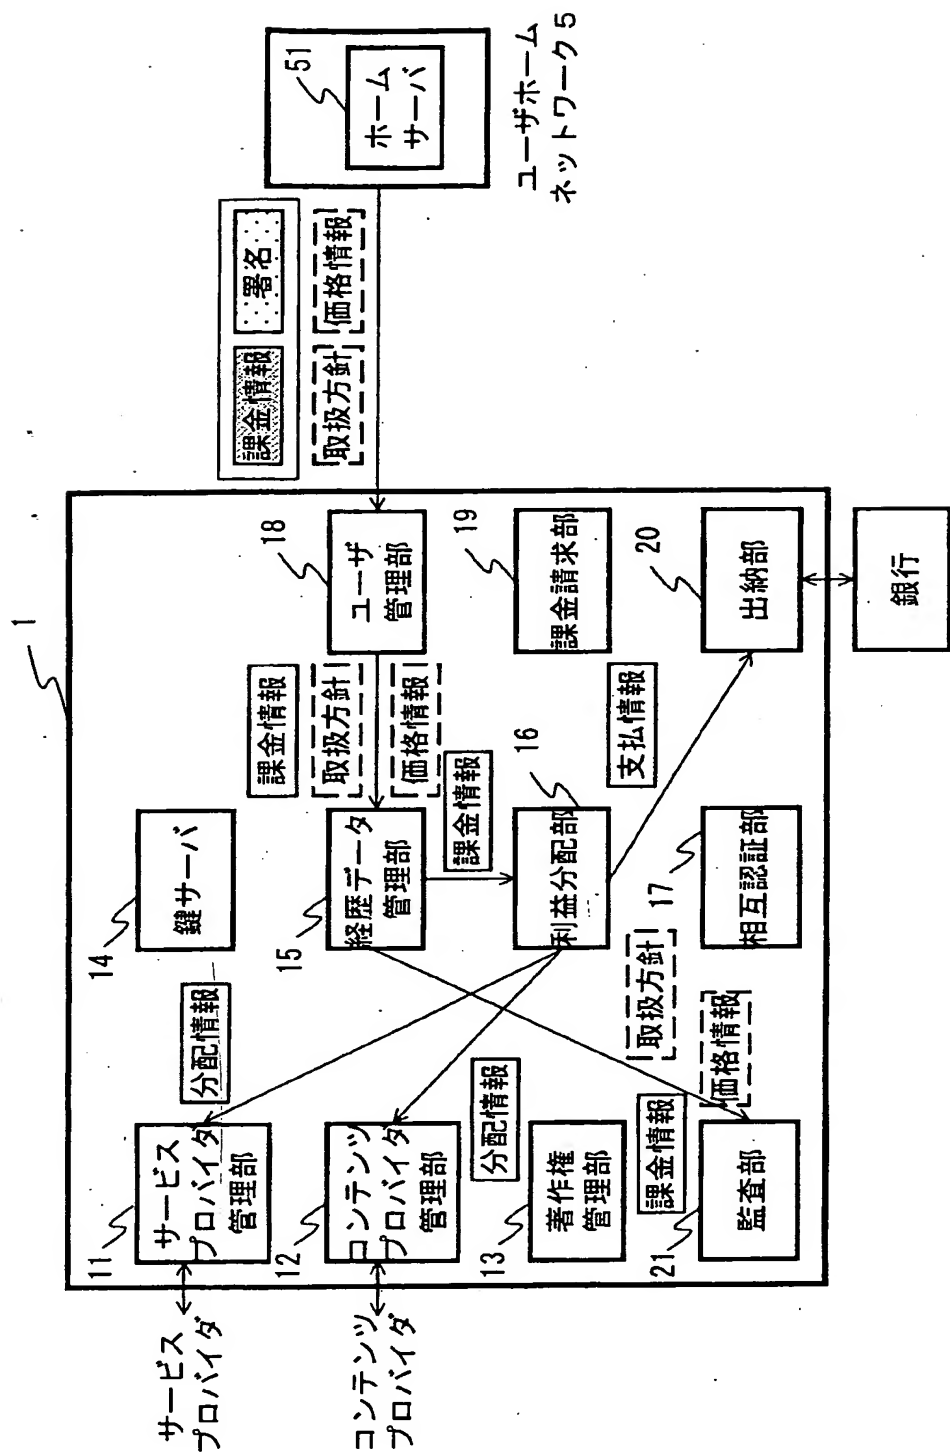 1
サービス
プロバイダ
コンテンツ
プロバイダ
11
サービス
プロバイダ
管理部
分配情報
14
鍵サーバ
12
コンテンツ
プロバイダ
管理部
15
経歴データ
管理部
課金情報
取扱方針
価格情報
18
ユーザ
管理部
課金情報
署名
取扱方針
価格情報
51
ホーム
サーバ
ユーザホーム
ネットワーク5
分配情報
課金情報
13
著作権
管理部
16
利益分配部
19
課金請求部
取扱方針
支払情報
課金情報
価格情報
21
監査部
17
相互認証部
20
出納部
銀行